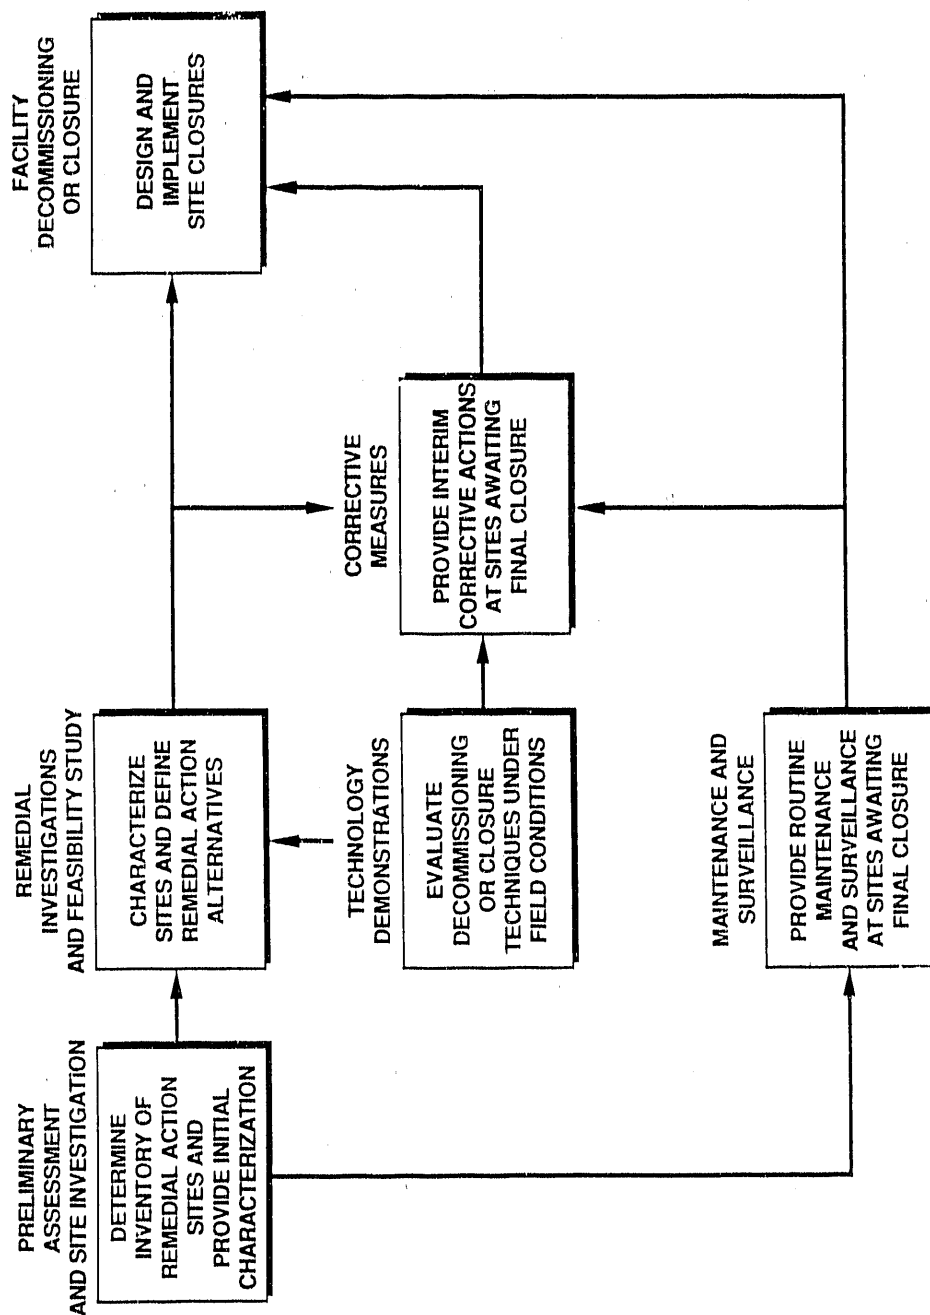 PRELIMINARY
ASSESSMENT
AND SITE INVESTIGATION
DETERMINE
INVENTORY OF
REMEDIAL ACTION
SITES AND
PROVIDE INITIAL
CHARACTERIZATION
REMEDIAL
INVESTIGATIONS
AND FEASIBILITY STUDY
CHARACTERIZE
SITES AND DEFINE
REMEDIAL ACTION
ALTERNATIVES
TECHNOLOGY
DEMONSTRATIONS
EVALUATE
DECOMMISSIONING
OR CLOSURE
TECHNIQUES UNDER
FIELD CONDITIONS
MAINTENANCE AND
SURVEILLANCE
PROVIDE ROUTINE
MAINTENANCE
AND SURVEILLANCE
AT SITES AWAITING
FINAL CLOSURE
CORRECTIVE
MEASURES
PROVIDE INTERIM
CORRECTIVE ACTIONS
AT SITES AWAITING
FINAL CLOSURE
FACILITY
DECOMMISSIONING
OR CLOSURE
DESIGN AND
IMPLEMENT
SITE CLOSURES